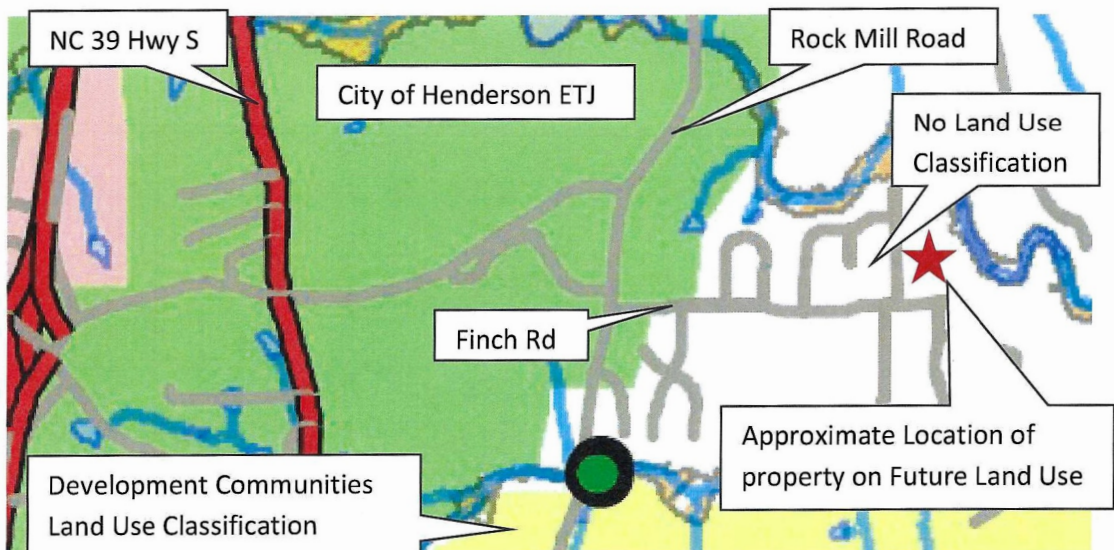 NC 39 Hwy S
Rock Mill Road
City of Henderson ETJ
No Land Use
Classification
Finch Rd
Approximate Location of
property on Future Land Use
Development Communities
Land Use Classification